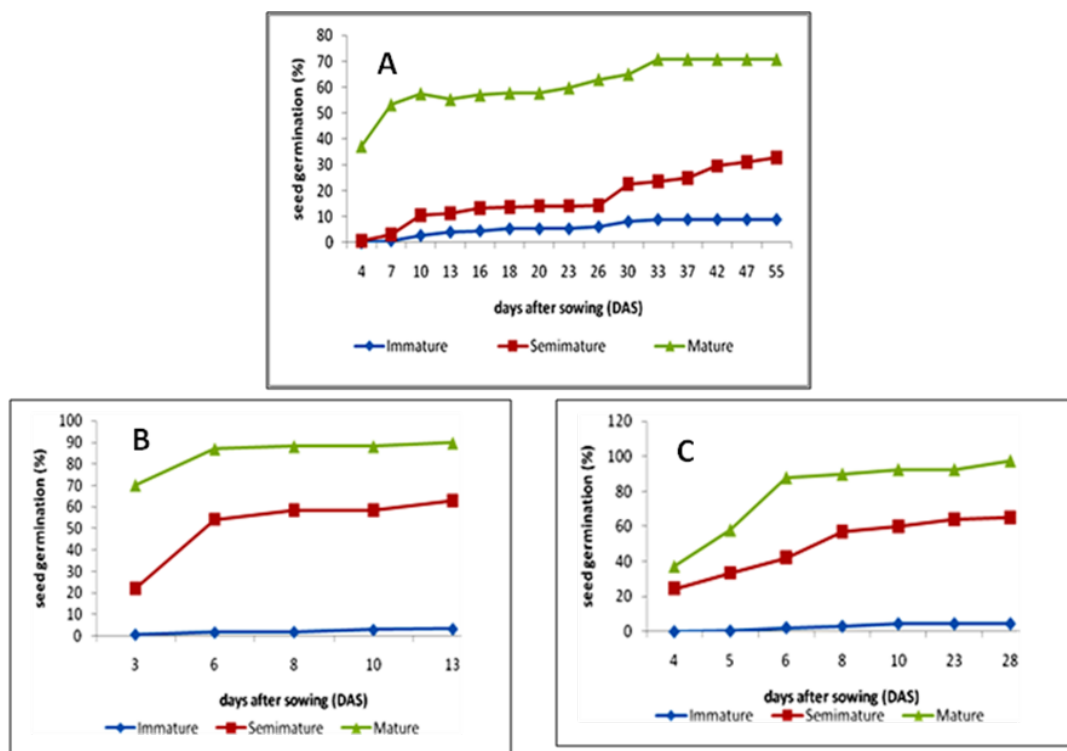 A
seed germination (%)
80
70
60
50
40
30
20
10
0
4 7 10 13 16 18 20 23 26 30 33 37 42 47 55
days after sowing (DAS)
Immature Semimature Mature
B
seed germination (%)
100
90
80
70
60
50
40
30
20
10
0
3 6 8 10 13
days after sowing (DAS)
Immature Semimature Mature
C
seed germination (%)
120
100
80
60
40
20
0
4 5 6 8 10 23 28
days after sowing (DAS)
Immature Semimature Mature